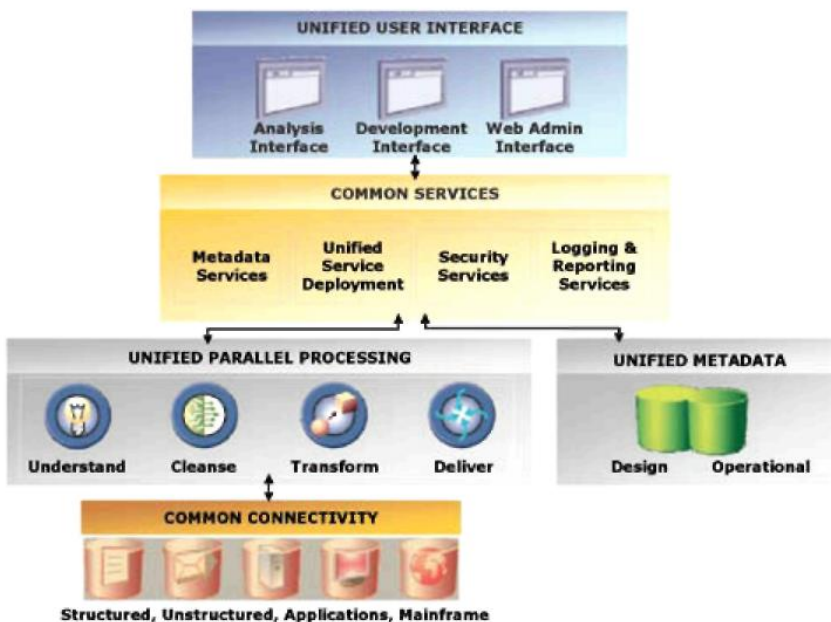 UNIFIED USER INTERFACE
Analysis
Interface
Development
Interface
Web Admin
Interface
COMMON SERVICES
Metadata
Services
Unified
Service
Deployment
Security
Services
Logging &
Reporting
Services
UNIFIED PARALLEL PROCESSING
Understand
Cleanse
Transform
Deliver
UNIFIED METADATA
Design
Operational
COMMON CONNECTIVITY
Structured, Unstructured, Applications, Mainframe